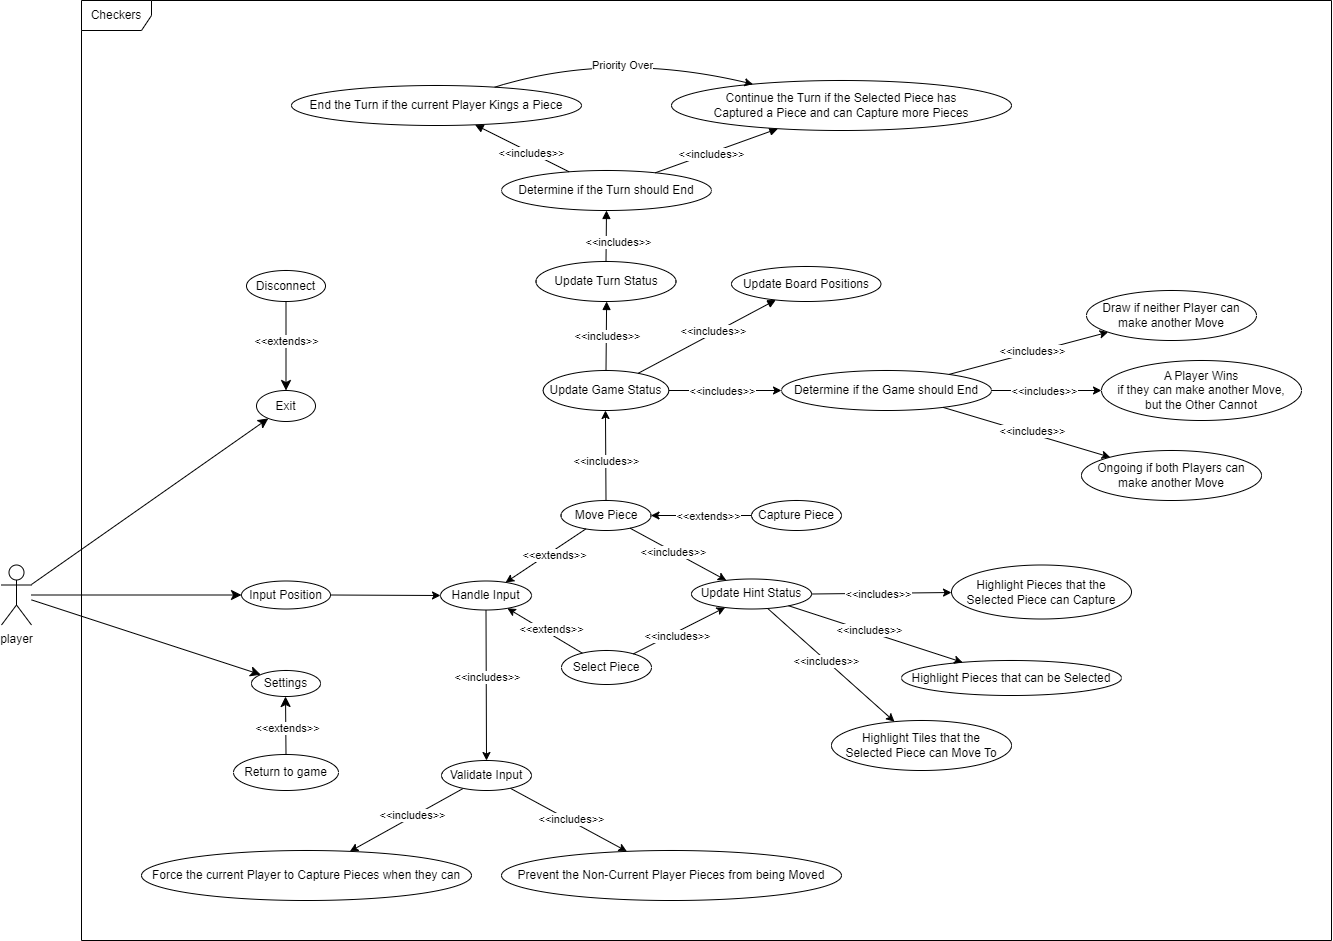 Checkers
Priority Over
End the Turn if the current Player Kings a Piece
Continue the Turn if the Selected Piece has
Captured a Piece and can Capture more Pieces
<<includes>>
<<includes>>
Determine if the Turn should End
<<includes>>
Disconnect
Update Turn Status
Update Board Positions
Draw if neither Player can
make another Move
<<extends>>
<<includes>>
<<includes>>
<<includes>>
Exit
Update Game Status
<<includes>>
Determine if the Game should End
<<includes>>
A Player Wins
if they can make another Move,
but the Other Cannot
<<includes>>
<<includes>>
Ongoing if both Players can
make another Move
Move Piece
<<extends>>
Capture Piece
<<extends>>
<<includes>>
player
Input Position
Handle Input
Update Hint Status
<<includes>>
Highlight Pieces that the
Selected Piece can Capture
<<extends>>
<<includes>>
<<includes>>
Settings
<<includes>>
Select Piece
<<includes>>
Highlight Pieces that can be Selected
<<extends>>
Highlight Tiles that the
Selected Piece can Move To
Return to game
Validate Input
<<includes>>
<<includes>>
Force the current Player to Capture Pieces when they can
Prevent the Non-Current Player Pieces from being Moved